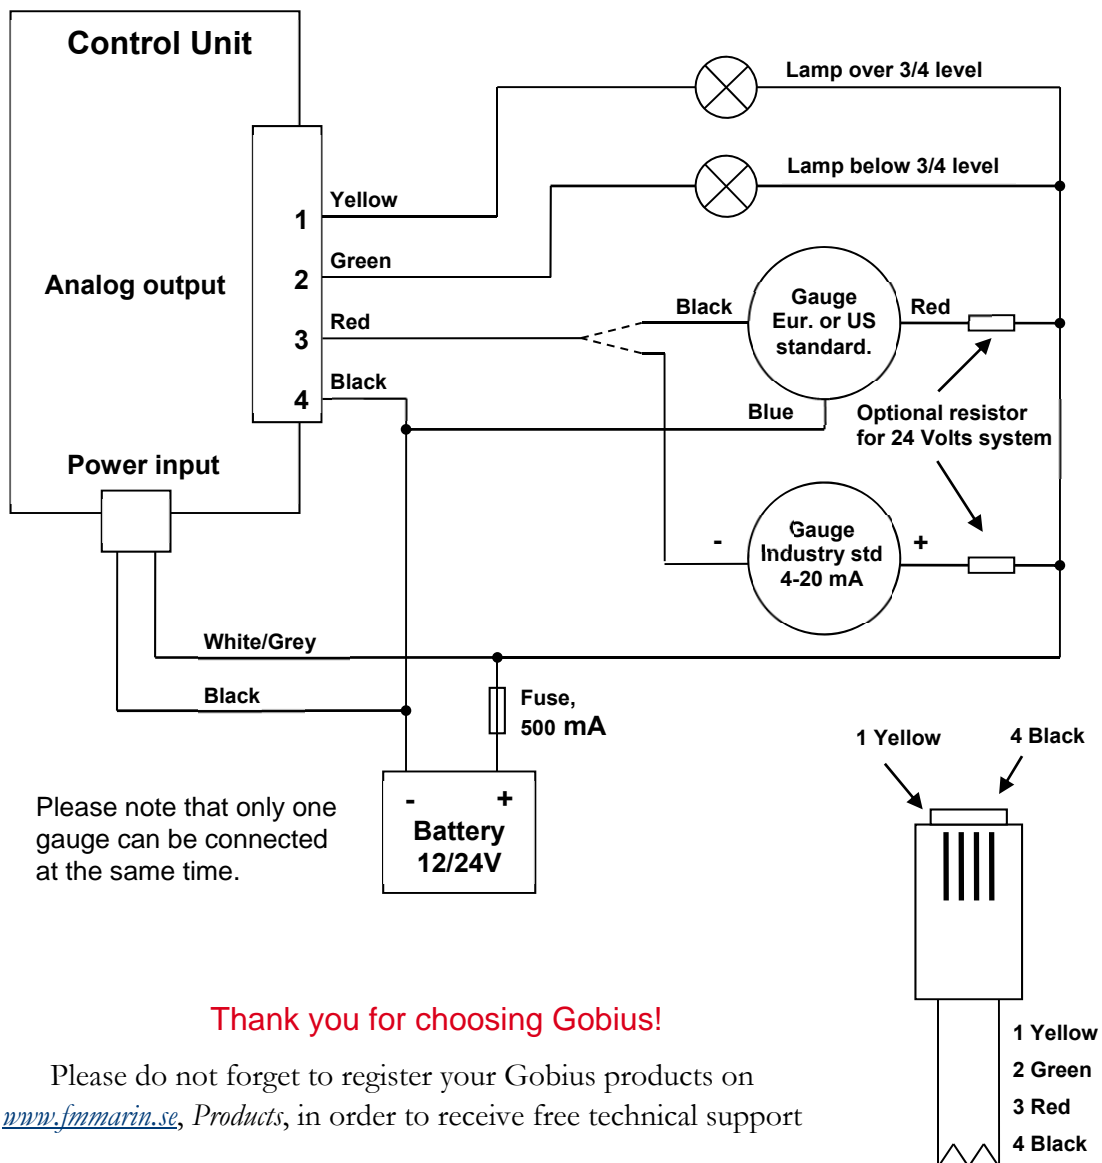 Control Unit
Lamp over 3/4 level
Lamp below 3/4 level
Yellow
1
Green
2
Analog output
Red
3
Black
4
Black
Gauge
Eur. or US
standard.
Red
Blue
Optional resistor
for 24 Volts system
Power input
-
Gauge
Industry std
4-20 mA
+
White/Grey
Black
Fuse,
500 mA
- +
Battery
12/24V
Please note that only one
gauge can be connected
at the same time.
1 Yellow
4 Black
1 Yellow
2 Green
3 Red
4 Black
Thank you for choosing Gobius!
Please do not forget to register your Gobius products on
www.fmmarin.se, Products, in order to receive free technical support